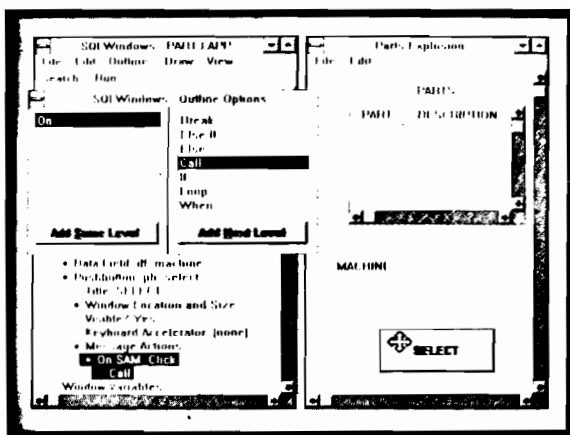 SQLWindows PARTS.APP
File Edit Outline Draw View
Search Run
SQLWindows Outline Options
On
Break
Else If
Else
Call
If
Loop
When
Add Same Level
Add Next Level
• Data Field: df_machine
• Pushbutton: pb_select
Title: SELECT
• Window Location and Size
Visible? Yes
Keyboard Accelerator: (none)
• Message Actions
• On SAM_Click
Call
Window Variables
Parts Explosion
File Edit
PARTS
PART DESCRIPTION
MACHINE
SELECT